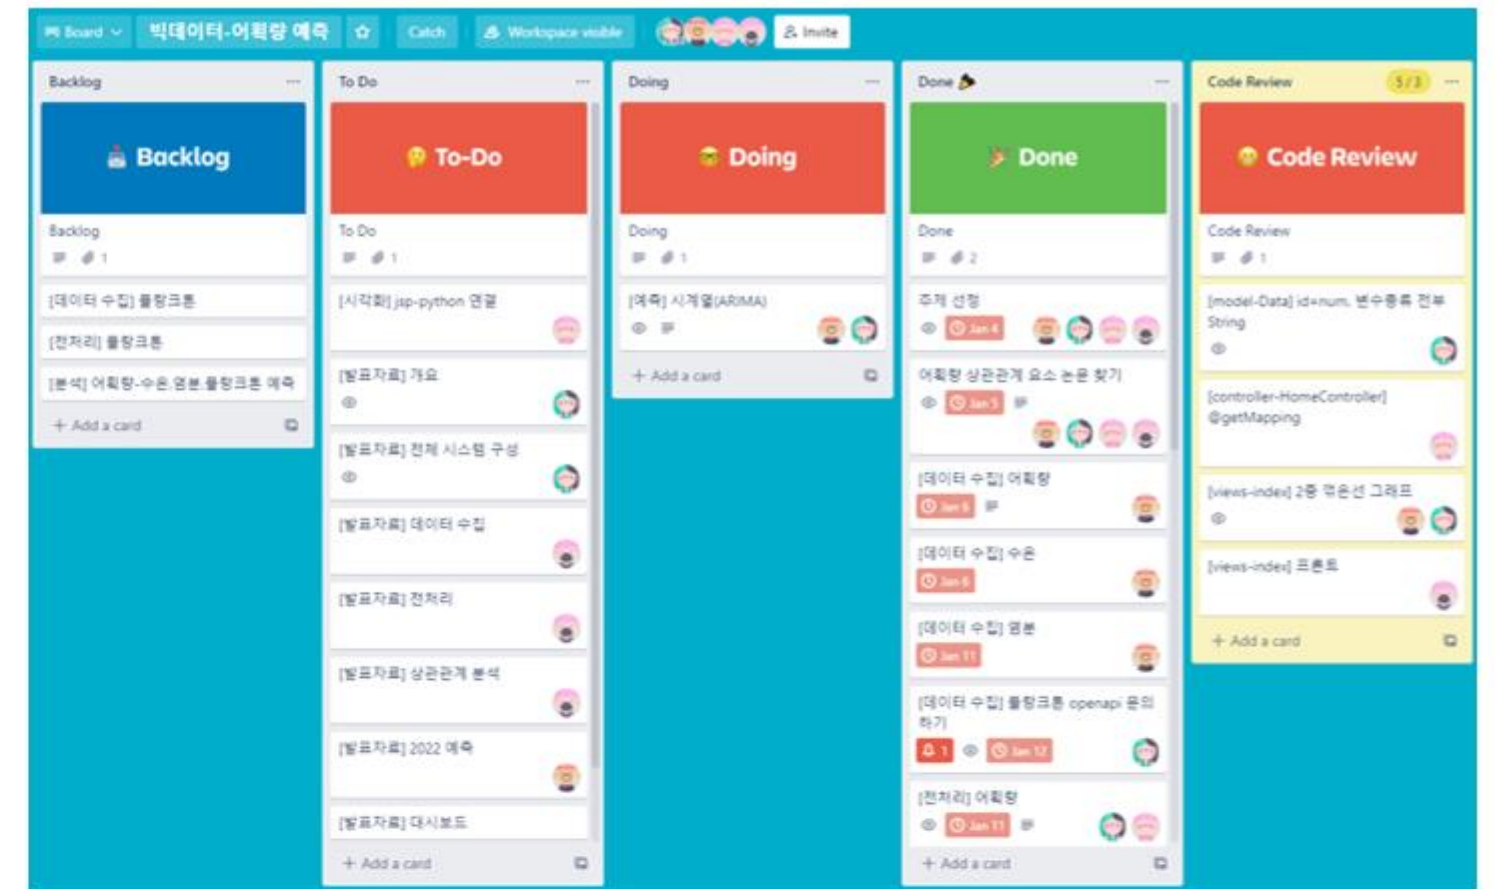 Board
빅데이터-어획량 예측
Catch
Workspace visible
Invite
Backlog
Backlog
Backlog
1
[데이터 수집] 플랑크톤
[전처리] 플랑크톤
[분석] 어획량-수온,염분,플랑크톤 예측
+ Add a card
To Do
To-Do
To Do
1
[시각화] jsp-python 연결
[발표자료] 개요
[발표자료] 전체 시스템 구성
[발표자료] 데이터 수집
[발표자료] 전처리
[발표자료] 상관관계 분석
[발표자료] 2022 예측
[발표자료] 대시보드
+ Add a card
Doing
Doing
Doing
1
[예측] 시계열(ARIMA)
+ Add a card
Done
Done
Done
2
주제 선정
Jan 4
어획량 상관관계 요소 논문 찾기
Jan 5
[데이터 수집] 어획량
Jan 6
[데이터 수집] 수온
Jan 6
[데이터 수집] 염분
Jan 11
[데이터 수집] 플랑크톤 openapi 문의
하기
1
Jan 12
[전처리] 어획량
Jan 11
+ Add a card
Code Review
5/3
Code Review
Code Review
1
[model-Data] id=num, 변수종류 전부
String
[controller-HomeController]
@getMapping
[views-index] 2중 꺾은선 그래프
[views-index] 프론트
+ Add a card